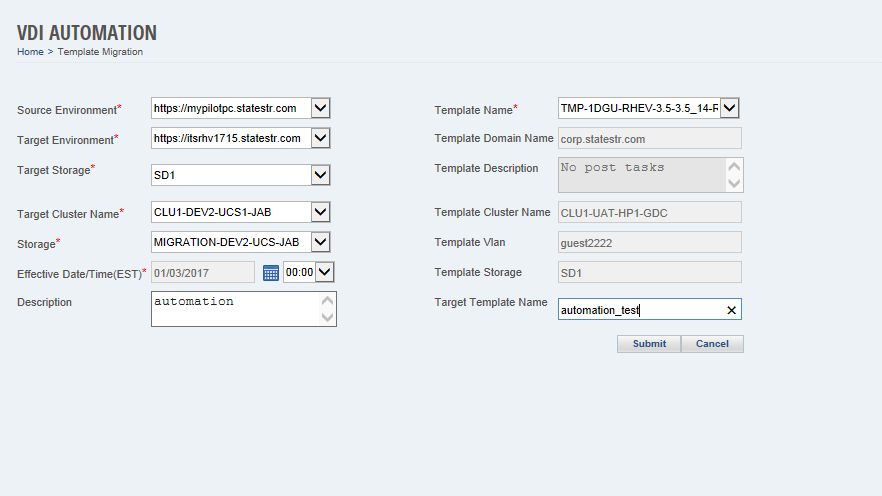 VDI AUTOMATION
Home > Template Migration
Source Environment* https://mypilotpc.statestr.com
Target Environment* https://itsrhv1715.statestr.com
Target Storage* SD1
Target Cluster Name* CLU1-DEV2-UCS1-JAB
Storage* MIGRATION-DEV2-UCS-JAB
Effective Date/Time(EST)* 01/03/2017 00:00
Description automation
Template Name* TMP-1DGU-RHEV-3.5-3.5_14-R
Template Domain Name corp.statestr.com
Template Description No post tasks
Template Cluster Name CLU1-UAT-HP1-GDC
Template Vlan guest2222
Template Storage SD1
Target Template Name automation_test
Submit Cancel